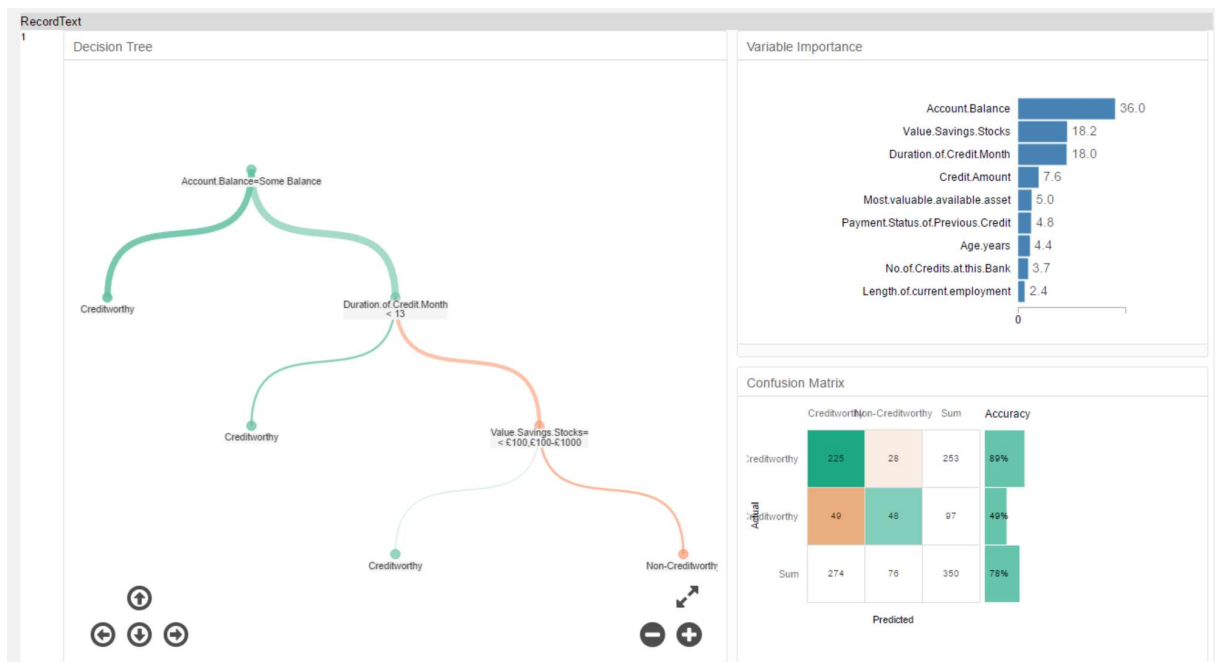 RecordText
1
Decision Tree
Account.Balance=Some Balance
Creditworthy
Duration.of.Credit.Month
< 13
Creditworthy
Value.Savings.Stocks=
< £100,£100-£1000
Creditworthy
Non-Creditworthy
Variable Importance
Account.Balance 36.0
Value.Savings.Stocks 18.2
Duration.of.Credit.Month 18.0
Credit.Amount 7.6
Most.valuable.available.asset 5.0
Payment.Status.of.Previous.Credit 4.8
Age.years 4.4
No.of.Credits.at.this.Bank 3.7
Length.of.current.employment 2.4
0
Confusion Matrix
Creditworthy Non-Creditworthy Sum Accuracy
Creditworthy 225 28 253 89%
Actual
Creditworthy 49 48 97 49%
Sum 274 76 350 78%
Predicted